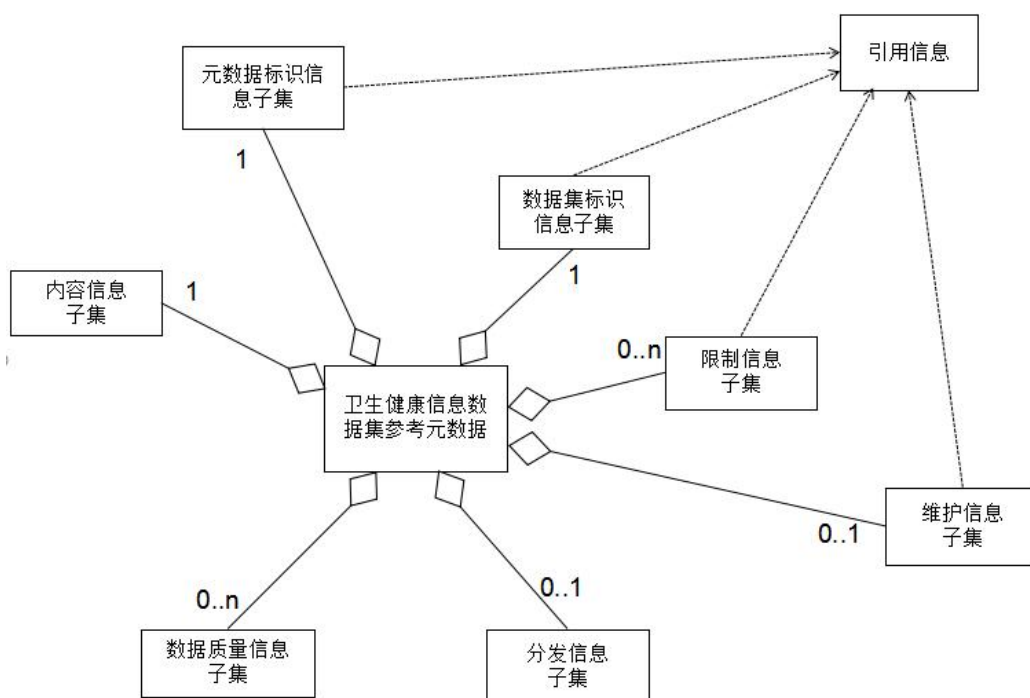 引用信息
元数据标识信
息子集
1
数据集标识
信息子集
1
内容信息
子集
1
0..n
限制信息
子集
卫生健康信息数
据集参考元数据
维护信息
子集
0..1
0..n
0..1
数据质量信息
子集
分发信息
子集